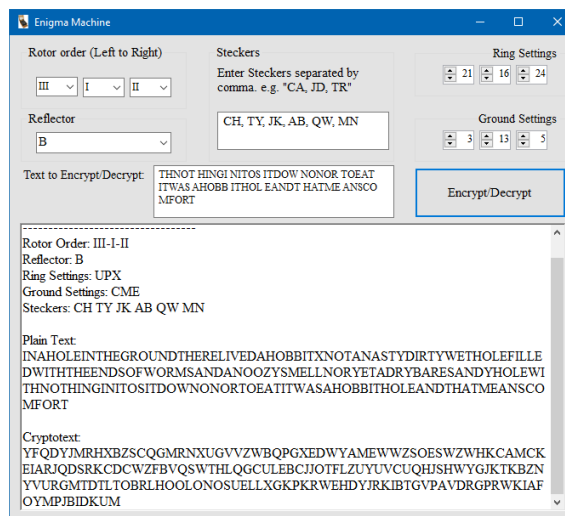 Enigma Machine
Rotor order (Left to Right)
Steckers
Ring Settings
Enter Steckers separated by
comma. e.g. "CA, JD, TR"
III I II
21 16 24
CH, TY, JK, AB, QW, MN
Reflector
Ground Settings
B
3 13 5
Text to Encrypt/Decrypt:
THNOT HINGI NITOS ITDOW NONOR TOEAT
ITWAS AHOBB ITHOL EANDT HATME ANSCO
MFORT
Encrypt/Decrypt
----------------------------------
Rotor Order: III-I-II
Reflector: B
Ring Settings: UPX
Ground Settings: CME
Steckers: CH TY JK AB QW MN
Plain Text:
INAHOLEINTHEGROUNDTHERELIVEDAHOBBITXNOTANASTYDIRTYWETHOLEFILLE
DWITHTHEENDSOFWORMSANDANOOZYSMELLNORYETADRYBARESANDYHOLEWI
THNOTHINGINITOSITDOWNONORTOEATITWASAHOBBITHOLEANDTHATMEANSCO
MFORT
Cryptotext:
YFQDYJMRHXBZSCQGMRNXUGVVZWBQPGXEDWYAMEWWZSOESWZWHKCAMCK
EIARJQDSRKCDCWZFBVQSWTHLQGCULEBCJJOTFLZUYUVCUQHJSHWYGJKTKBZN
YVURGMTDTLTOBRLHOOLONOSUELLXGKPKRWEHDYJRKIBTGVPAVDRGPRWKIAF
OYMPJBIDKUM